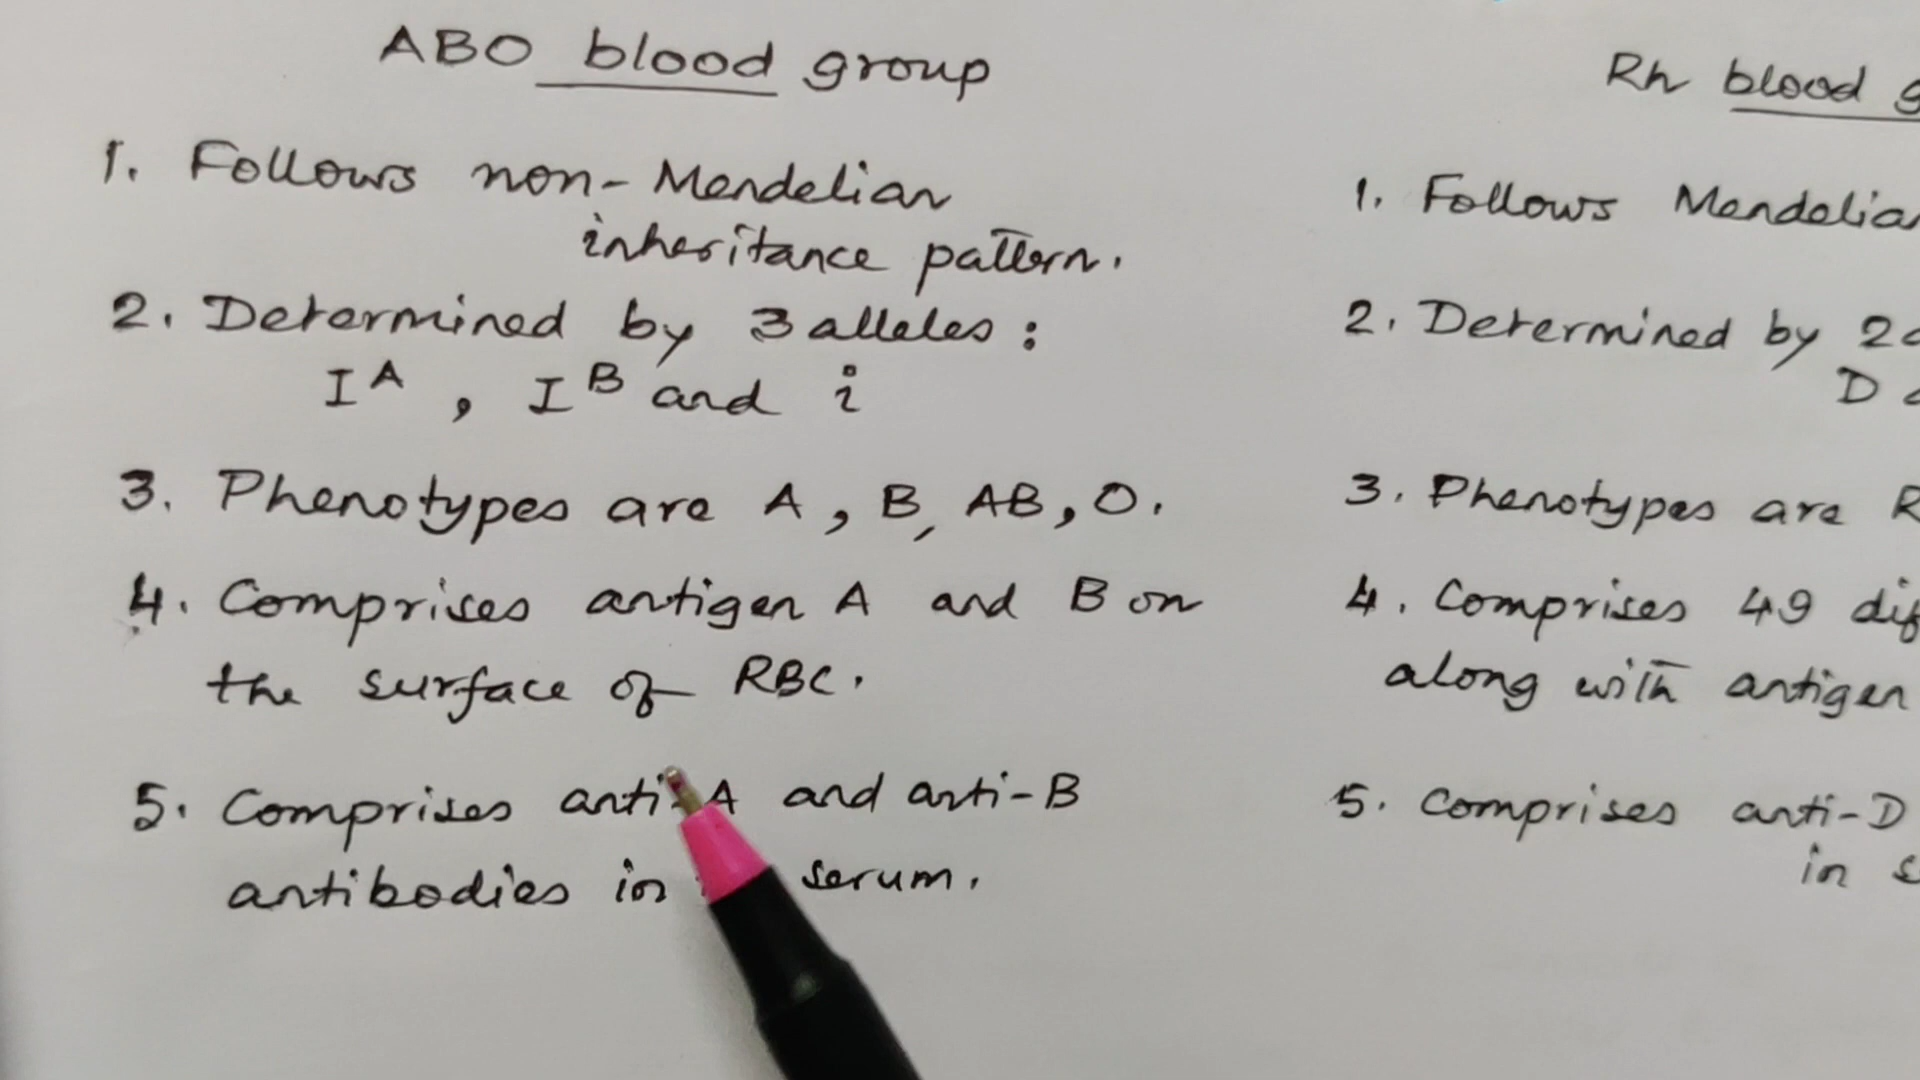 ABO blood group
1. Follows non-Mendelian
inheritance pattern.
2. Determined by 3 alleles:
I^A, I^B and i
3. Phenotypes are A, B, AB, O.
4. Comprises antigen A and B on
the surface of RBC.
5. Comprises anti-A and anti-B
antibodies in serum.
Rh blood
1. Follows
2. Determined by 2
D
3. Phenotypes are
4. Comprises 49
along with antigen
5. Comprises anti-D
in